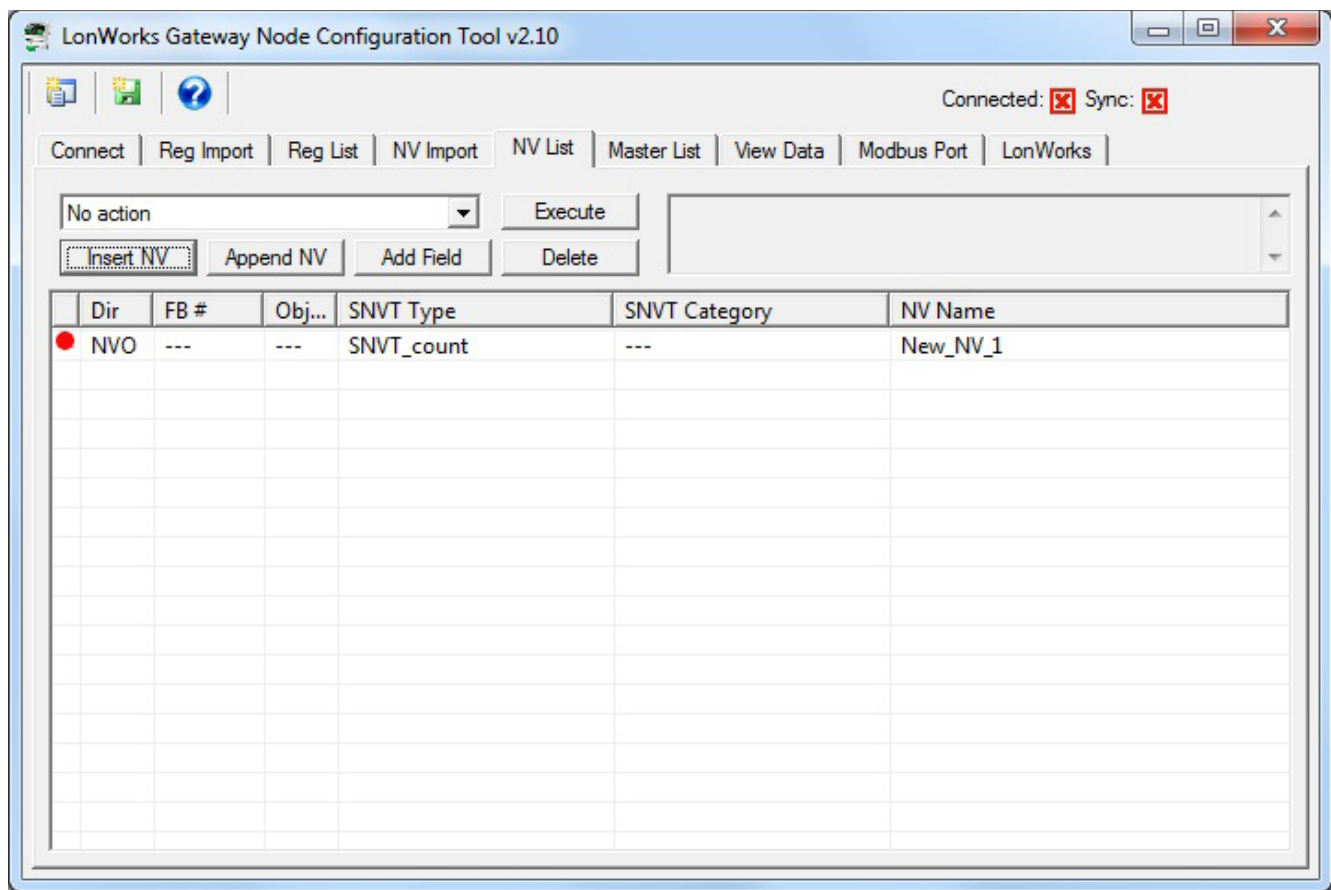 LonWorks Gateway Node Configuration Tool v2.10
Connected: Sync:
Connect Reg Import Reg List NV Import NV List Master List View Data Modbus Port LonWorks
No action Execute
Insert NV Append NV Add Field Delete
Dir FB # Obj... SNVT Type SNVT Category NV Name
NVO --- --- SNVT_count --- New_NV_1